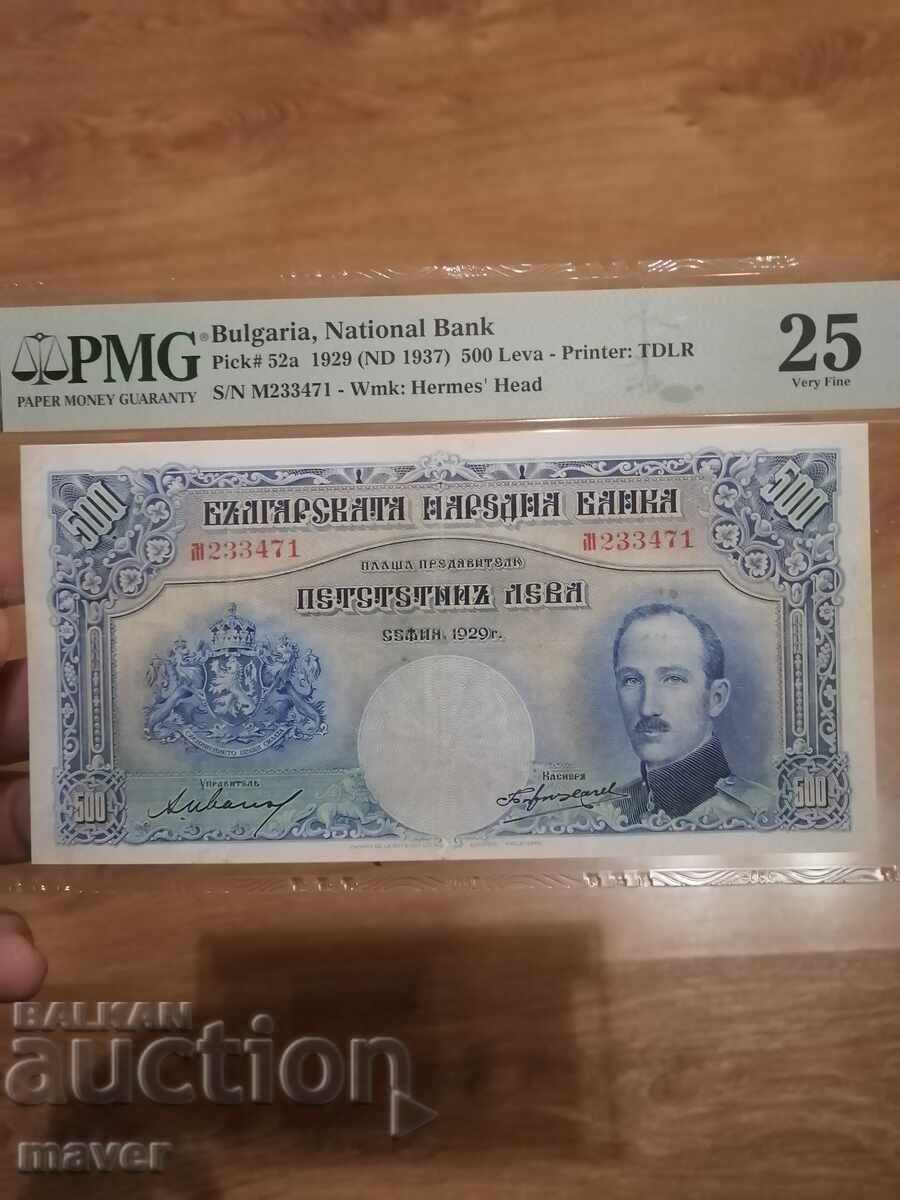 PMG®
PAPER MONEY GUARANTY
Bulgaria, National Bank
Pick# 52a 1929 (ND 1937) 500 Leva - Printer: TDLR
S/N M233471 - Wmk: Hermes' Head
25
Very Fine
500
500
БЪЛГАРСКАТА НАРОДНА БАНКА
М233471
М233471
ПЛАЩА ПРЕДЯВИТЕЛЮ
ПЕТСТОТИНЪ ЛЕВА
СОФИЯ, 1929 г.
УПРАВИТЕЛЬ
КАСИЕРЪ
500
500
BALKAN
auction
maver